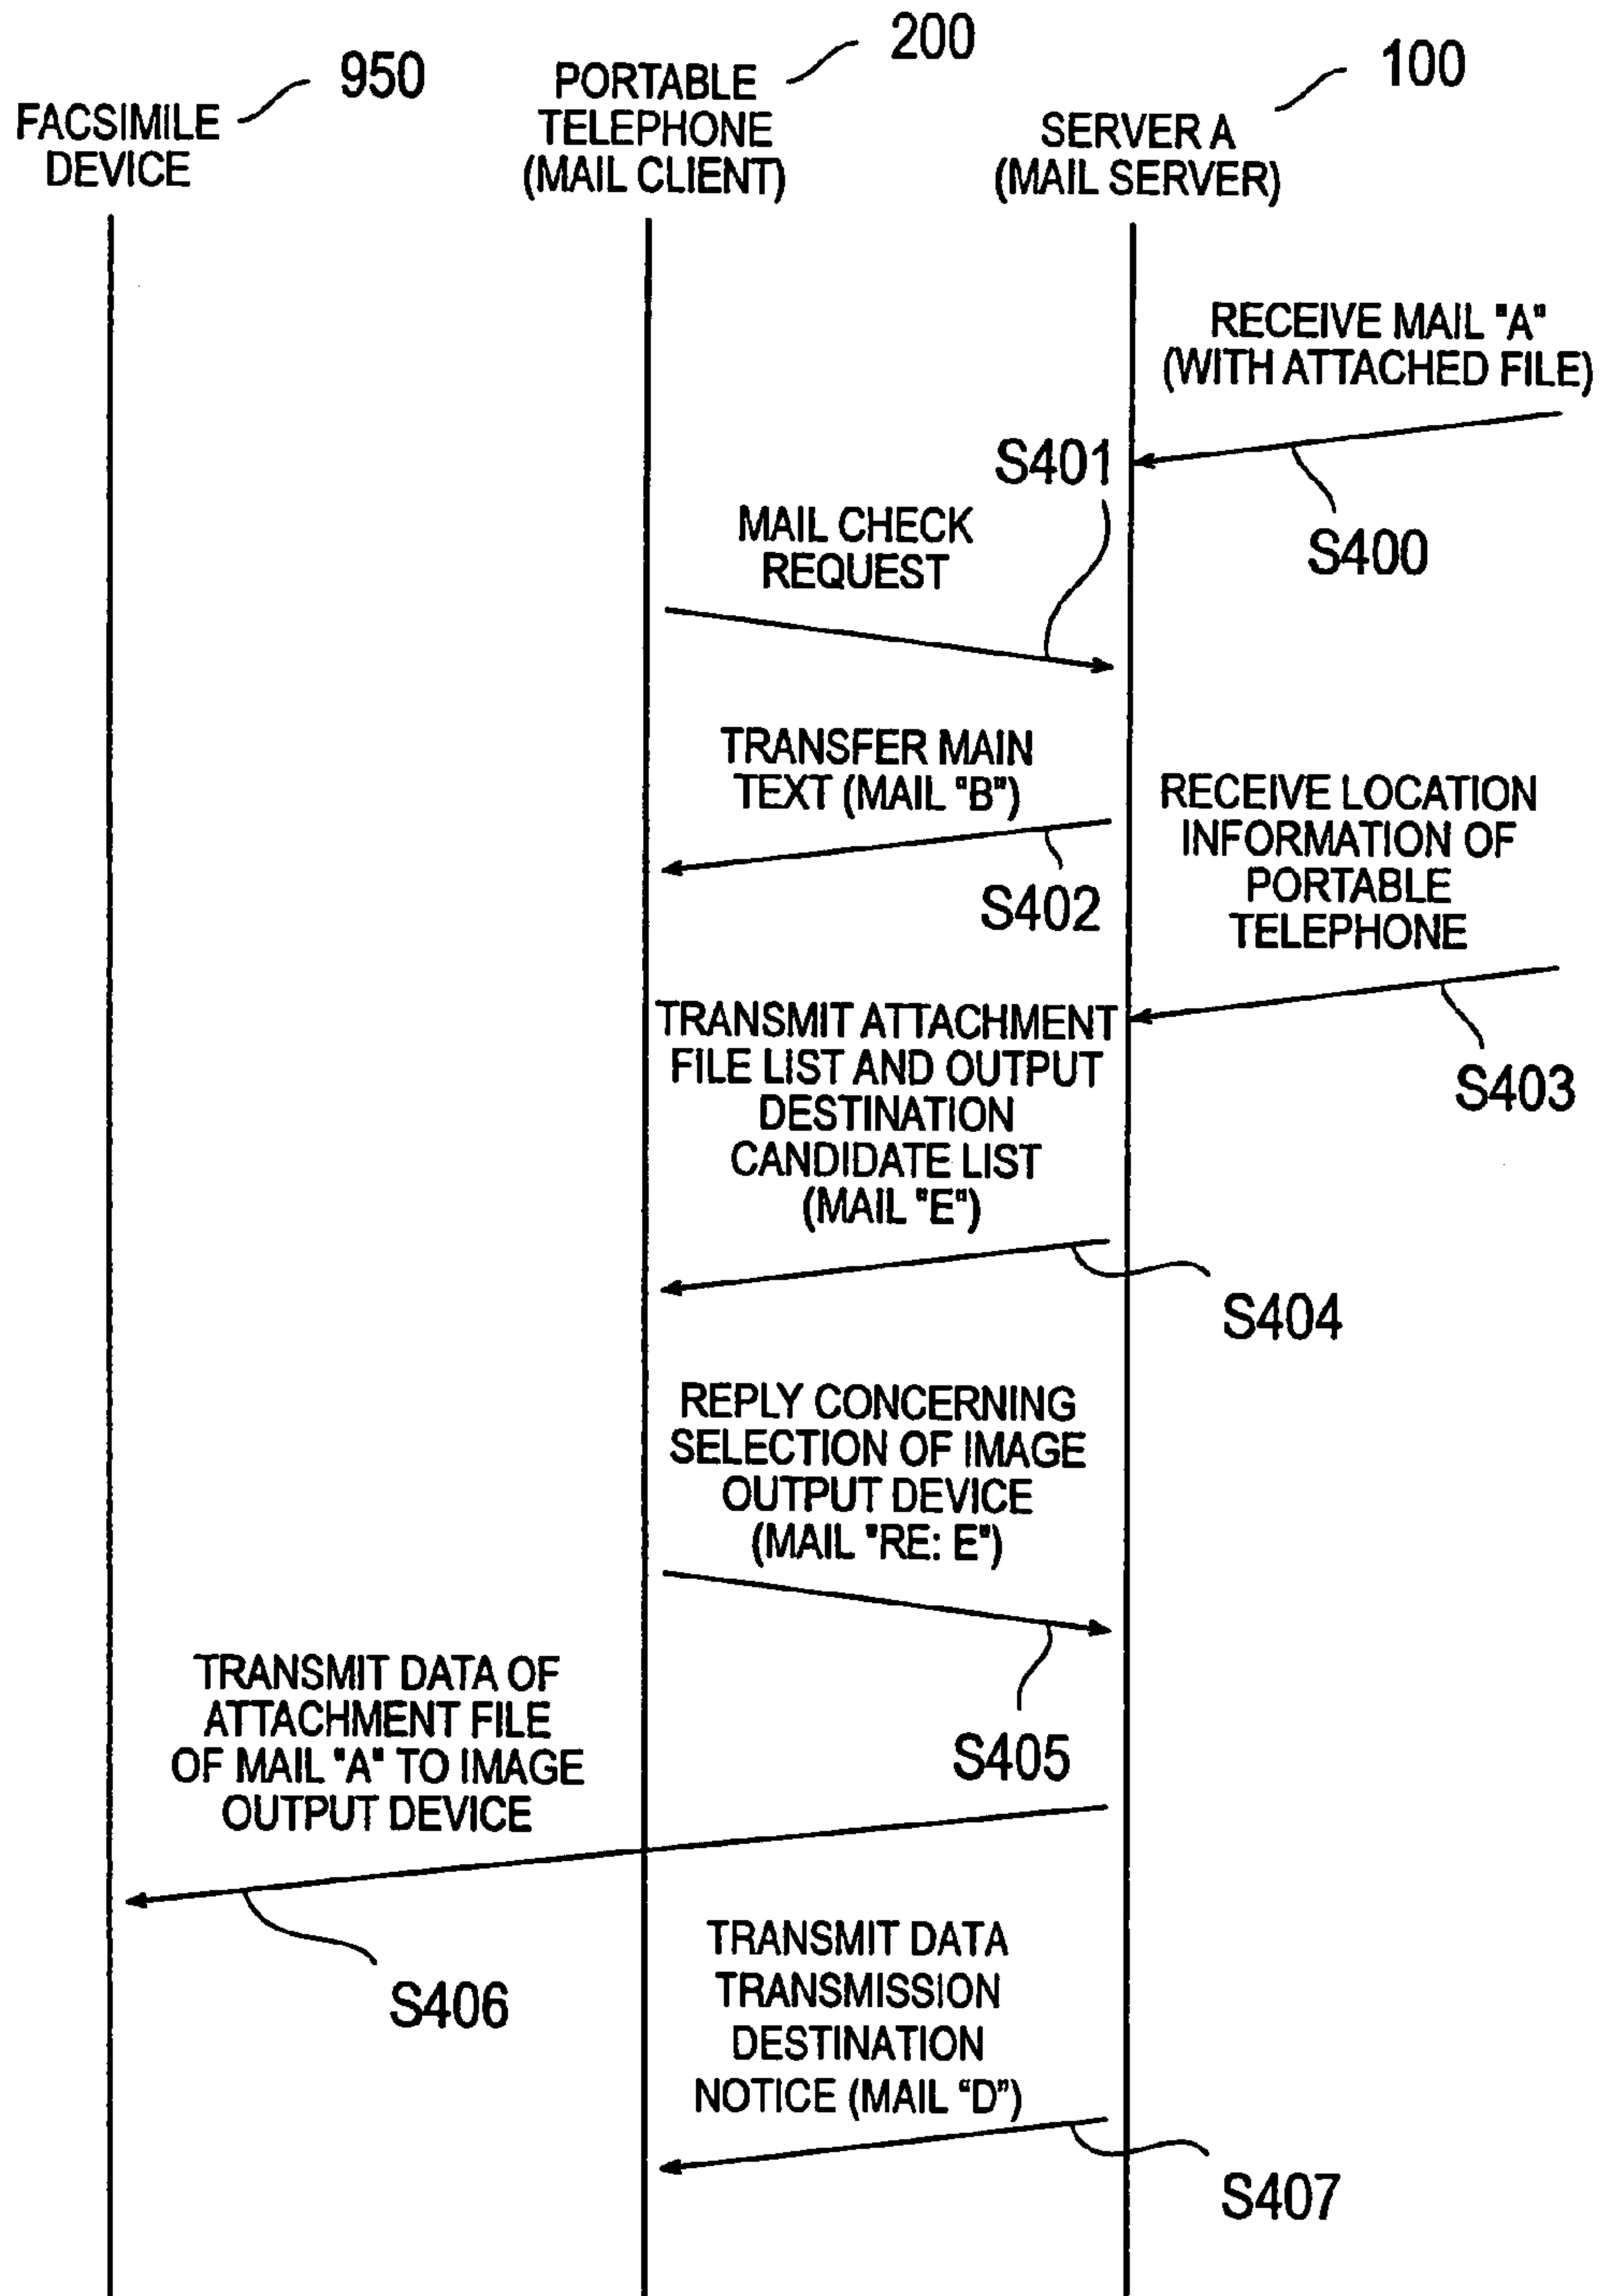 950
FACSIMILE
DEVICE
200
PORTABLE
TELEPHONE
(MAIL CLIENT)
100
SERVER A
(MAIL SERVER)
RECEIVE MAIL "A"
(WITH ATTACHED FILE)
S400
S401
MAIL CHECK
REQUEST
TRANSFER MAIN
TEXT (MAIL "B")
S402
RECEIVE LOCATION
INFORMATION OF
PORTABLE
TELEPHONE
S403
TRANSMIT ATTACHMENT
FILE LIST AND OUTPUT
DESTINATION
CANDIDATE LIST
(MAIL "E")
S404
REPLY CONCERNING
SELECTION OF IMAGE
OUTPUT DEVICE
(MAIL "RE: E")
S405
TRANSMIT DATA OF
ATTACHMENT FILE
OF MAIL "A" TO IMAGE
OUTPUT DEVICE
S406
TRANSMIT DATA
TRANSMISSION
DESTINATION
NOTICE (MAIL “D”)
S407